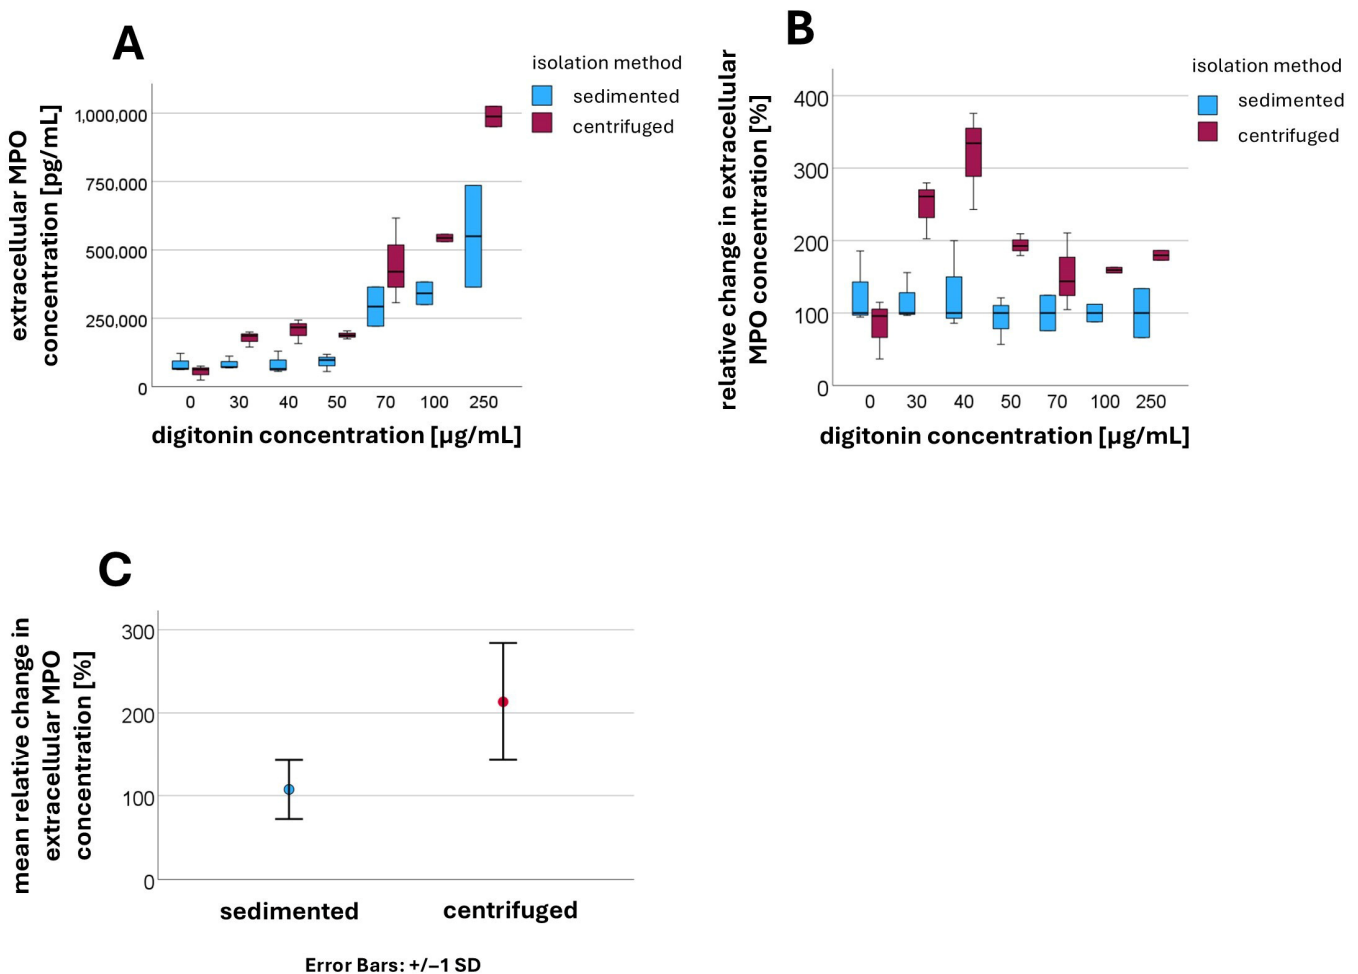 A
extracellular MPO
concentration [pg/mL]
1,000,000
750,000
500,000
250,000
0
0 30 40 50 70 100 250
digitonin concentration [µg/mL]
isolation method
sedimented
centrifuged
B
relative change in extracellular
MPO concentration [%]
400
300
200
100
0
0 30 40 50 70 100 250
digitonin concentration [µg/mL]
isolation method
sedimented
centrifuged
C
mean relative change in
extracellular MPO
concentration [%]
300
200
100
0
sedimented centrifuged
Error Bars: +/−1 SD